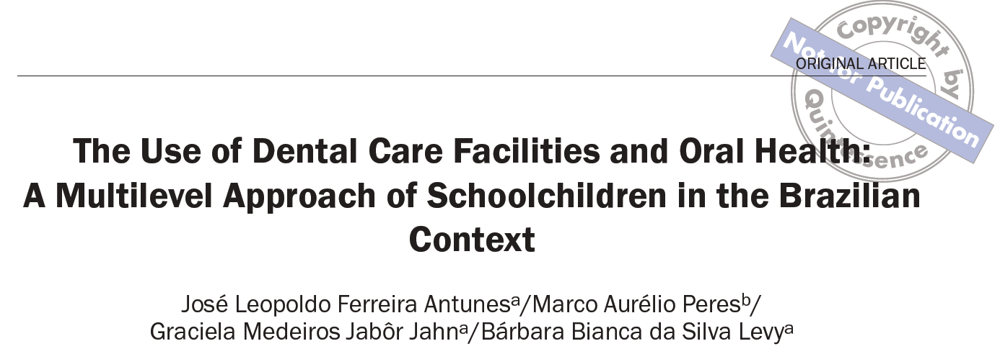 Copyright by
Not for Publication
Quintessence
ORIGINAL ARTICLE
The Use of Dental Care Facilities and Oral Health:
A Multilevel Approach of Schoolchildren in the Brazilian
Context
José Leopoldo Ferreira Antunesᵃ/Marco Aurélio Peresᵇ/
Graciela Medeiros Jabôr Jahnᵃ/Bárbara Bianca da Silva Levyᵃ